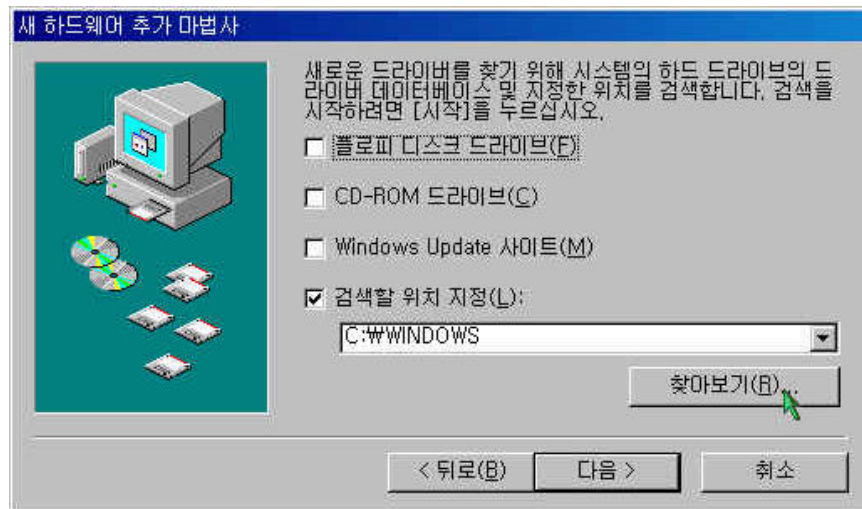 새 하드웨어 추가 마법사
새로운 드라이버를 찾기 위해 시스템의 하드 드라이브의 드
라이버 데이터베이스 및 지정한 위치를 검색합니다. 검색을
시작하려면 [시작]을 누르십시오.
플로피 디스크 드라이브(F)
CD-ROM 드라이브(C)
Windows Update 사이트(M)
검색할 위치 지정(L):
C:₩WINDOWS
찾아보기(R)...
< 뒤로(B)
다음 >
취소